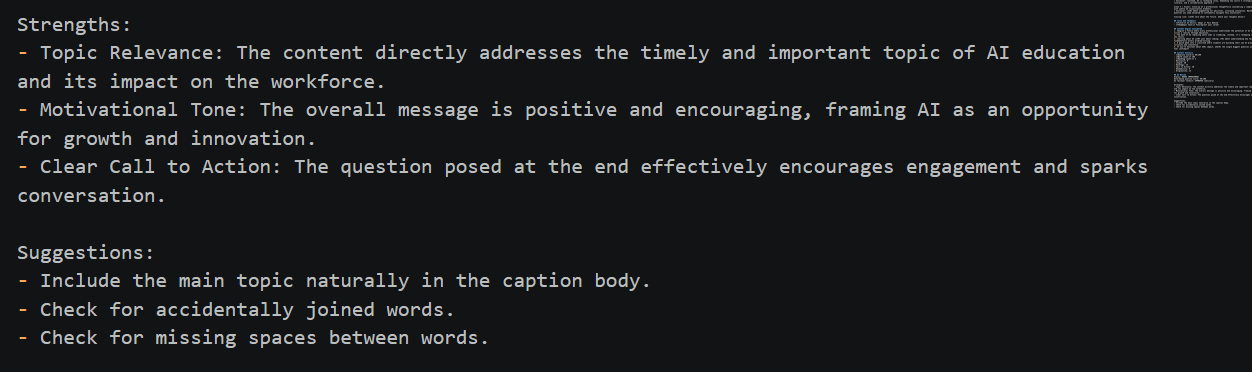 Strengths:
- Topic Relevance: The content directly addresses the timely and important topic of AI education
and its impact on the workforce.
- Motivational Tone: The overall message is positive and encouraging, framing AI as an opportunity
for growth and innovation.
- Clear Call to Action: The question posed at the end effectively encourages engagement and sparks
conversation.
Suggestions:
- Include the main topic naturally in the caption body.
- Check for accidentally joined words.
- Check for missing spaces between words.